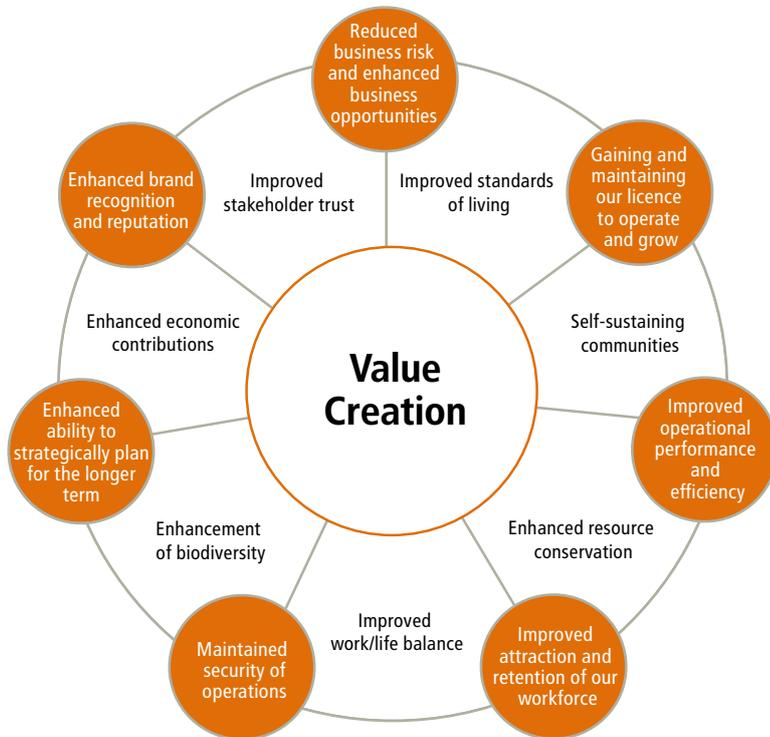 Reduced
business risk
and enhanced
business
opportunities
Gaining and
maintaining
our licence
to operate
and grow
Improved
operational
performance
and
efficiency
Improved
attraction and
retention of our
workforce
Maintained
security of
operations
Enhanced
ability to
strategically plan
for the longer
term
Enhanced brand
recognition
and reputation
Improved
stakeholder trust
Improved standards
of living
Self-sustaining
communities
Enhanced resource
conservation
Improved
work/life balance
Enhancement
of biodiversity
Enhanced economic
contributions
Value
Creation